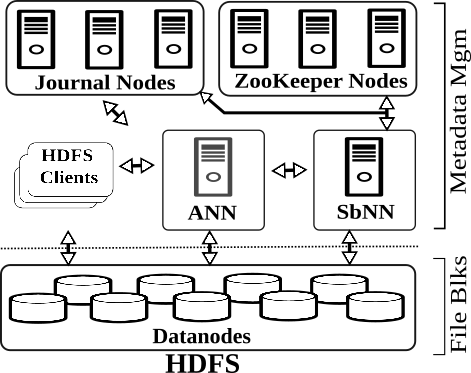 Journal Nodes
ZooKeeper Nodes
Metadata Mgm
HDFS
Clients
ANN
SbNN
File Blks
Datanodes
HDFS